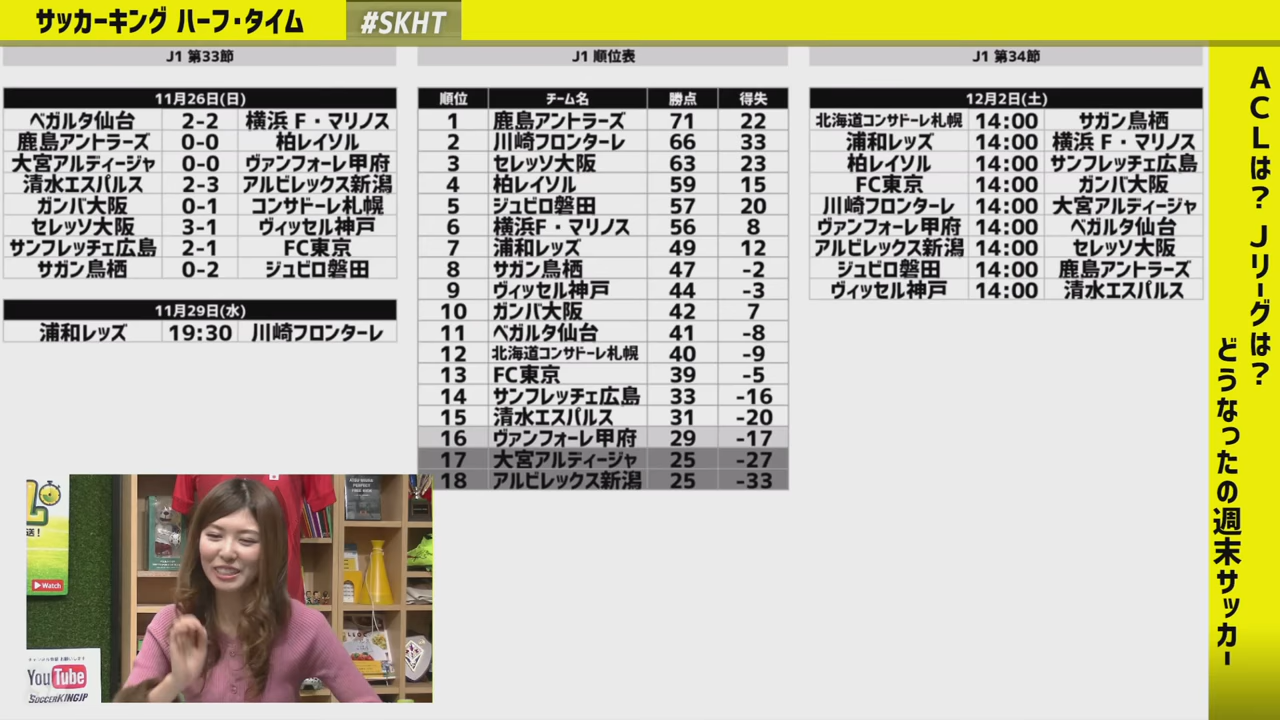 サッカーキング ハーフ・タイム #SKHT
J1 第33節
11月26日(日)
ベガルタ仙台 2-2 横浜 F・マリノス
鹿島アントラーズ 0-0 柏レイソル
大宮アルディージャ 0-0 ヴァンフォーレ甲府
清水エスパルス 2-3 アルビレックス新潟
ガンバ大阪 0-1 コンサドーレ札幌
セレッソ大阪 3-1 ヴィッセル神戸
サンフレッチェ広島 2-1 FC東京
サガン鳥栖 0-2 ジュビロ磐田
11月29日(水)
浦和レッズ 19:30 川崎フロンターレ
J1 順位表
順位 チーム名 勝点 得失
1 鹿島アントラーズ 71 22
2 川崎フロンターレ 66 33
3 セレッソ大阪 63 23
4 柏レイソル 59 15
5 ジュビロ磐田 57 20
6 横浜F・マリノス 56 8
7 浦和レッズ 49 12
8 サガン鳥栖 47 -2
9 ヴィッセル神戸 44 -3
10 ガンバ大阪 42 7
11 ベガルタ仙台 41 -8
12 北海道コンサドーレ札幌 40 -9
13 FC東京 39 -5
14 サンフレッチェ広島 33 -16
15 清水エスパルス 31 -20
16 ヴァンフォーレ甲府 29 -17
17 大宮アルディージャ 25 -27
18 アルビレックス新潟 25 -33
J1 第34節
12月2日(土)
北海道コンサドーレ札幌 14:00 サガン鳥栖
浦和レッズ 14:00 横浜 F・マリノス
柏レイソル 14:00 サンフレッチェ広島
FC東京 14:00 ガンバ大阪
川崎フロンターレ 14:00 大宮アルディージャ
ヴァンフォーレ甲府 14:00 ベガルタ仙台
アルビレックス新潟 14:00 セレッソ大阪
ジュビロ磐田 14:00 鹿島アントラーズ
ヴィッセル神戸 14:00 清水エスパルス
ACLは？ Jリーグは？
どうなったの週末サッカー
Watch
YouTube
SOCCERKINGJP